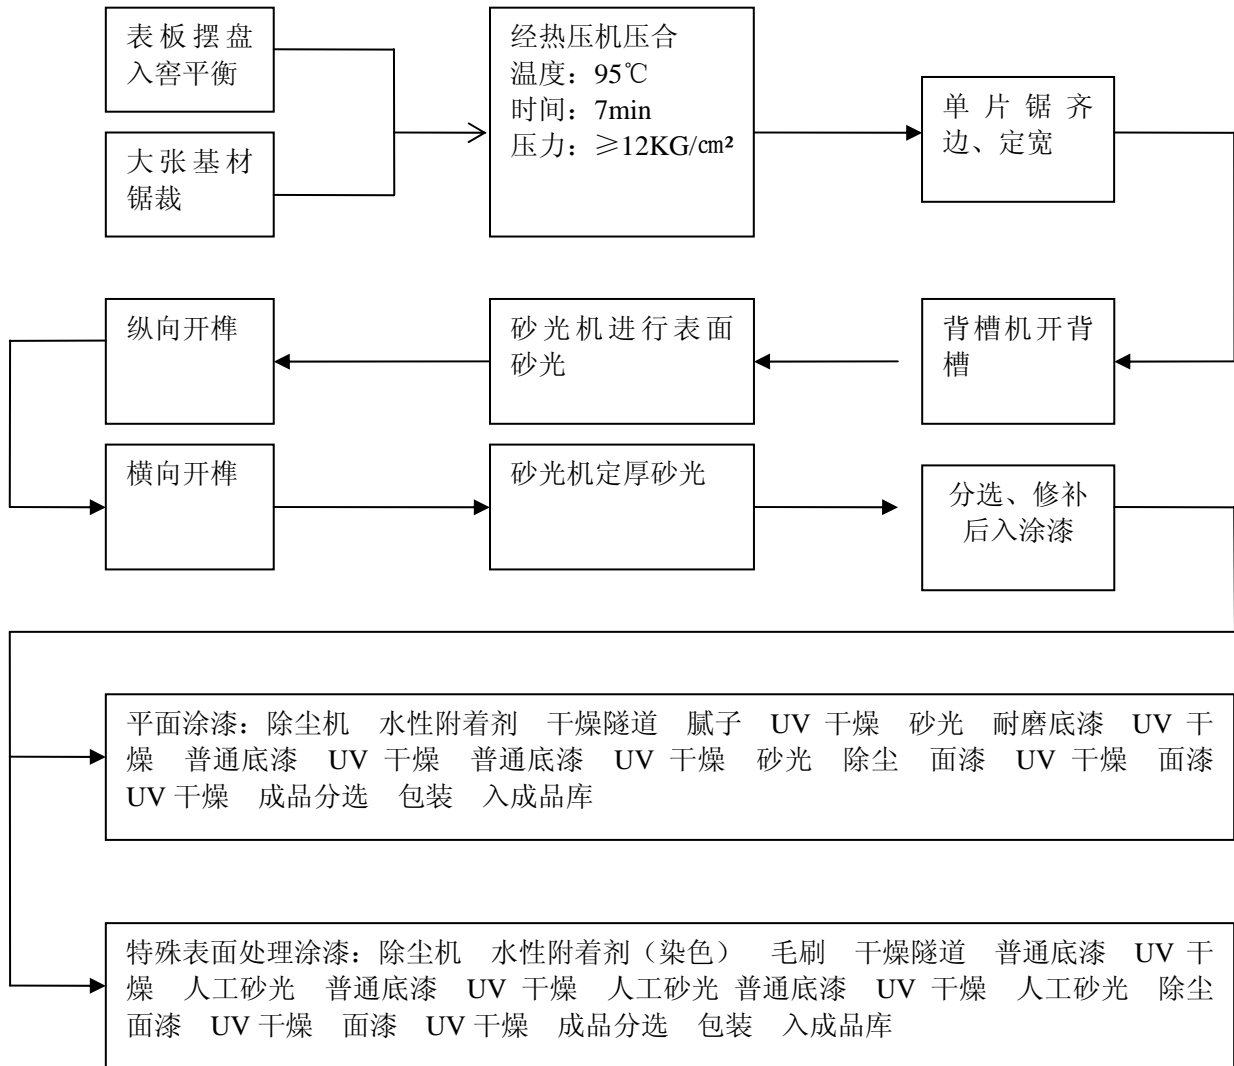 表板摆盘
入窖平衡
大张基材
锯裁
经热压机压合
温度：95℃
时间：7min
压力：≥12KG/㎝²
单片锯齐
边、定宽
纵向开榫
砂光机进行表面
砂光
背槽机开背
槽
横向开榫
砂光机定厚砂光
分选、修补
后入涂漆
平面涂漆：除尘机 水性附着剂 干燥隧道 腻子 UV 干燥 砂光 耐磨底漆 UV 干
燥 普通底漆 UV 干燥 普通底漆 UV 干燥 砂光 除尘 面漆 UV 干燥 面漆
UV 干燥 成品分选 包装 入成品库
特殊表面处理涂漆：除尘机 水性附着剂（染色） 毛刷 干燥隧道 普通底漆 UV 干
燥 人工砂光 普通底漆 UV 干燥 人工砂光 普通底漆 UV 干燥 人工砂光 除尘
面漆 UV 干燥 面漆 UV 干燥 成品分选 包装 入成品库